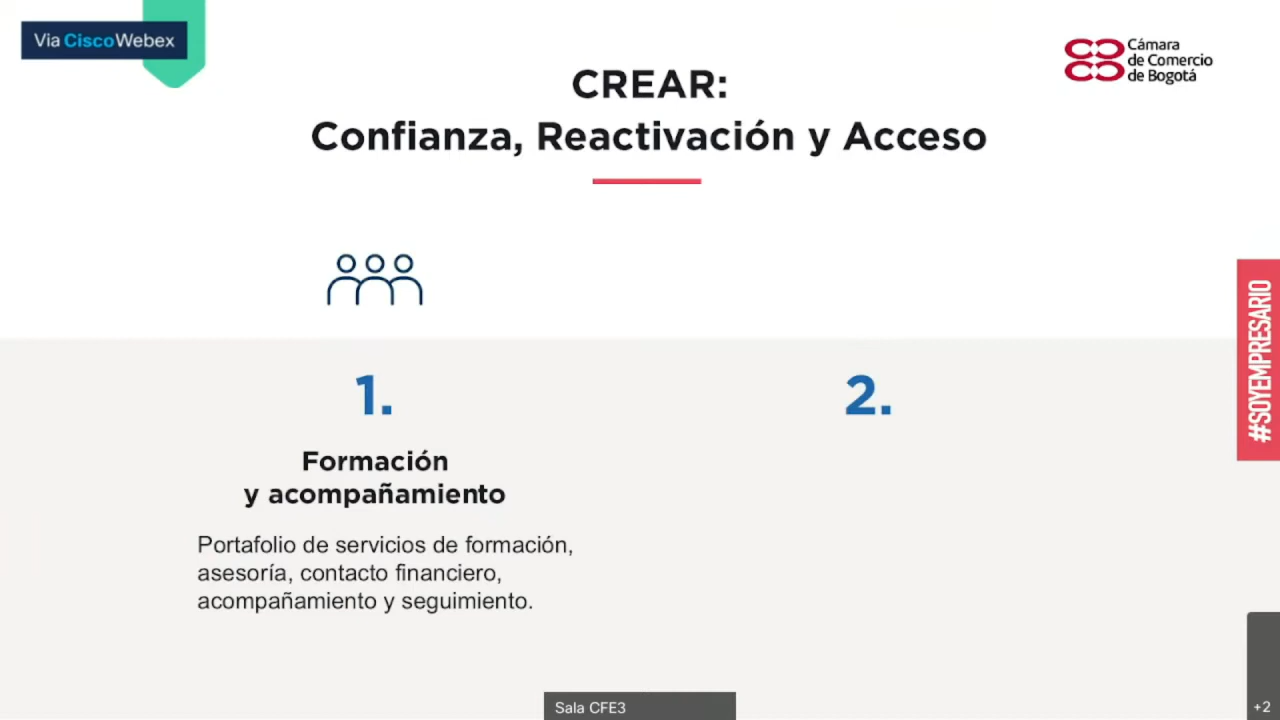 Via CiscoWebex
Cámara
de Comercio
de Bogotá
CREAR:
Confianza, Reactivación y Acceso
#SOYEMPRESARIO
1.
Formación
y acompañamiento
Portafolio de servicios de formación,
asesoría, contacto financiero,
acompañamiento y seguimiento.
2.
Sala CFE3
+2